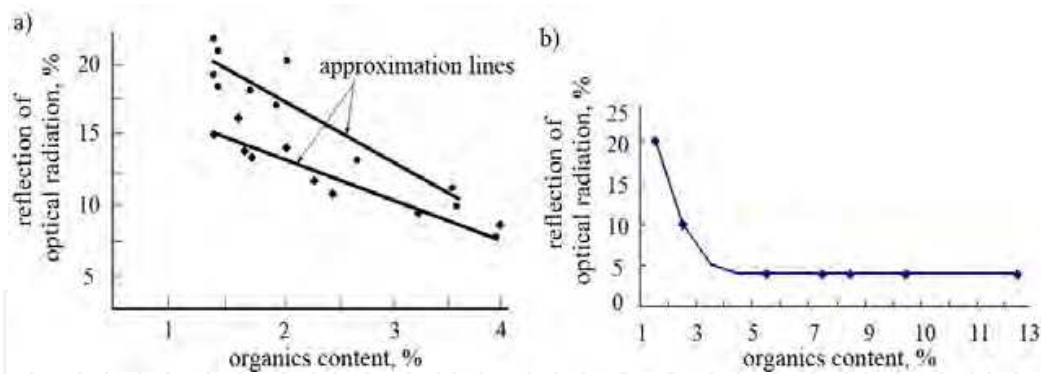 a)
reflection of
optical radiation, %
20
15
10
5
approximation lines
1 2 3 4
organics content, %
b)
reflection of
optical radiation, %
25
20
15
10
5
0
1 3 5 7 9 10 11 13
organics content, %